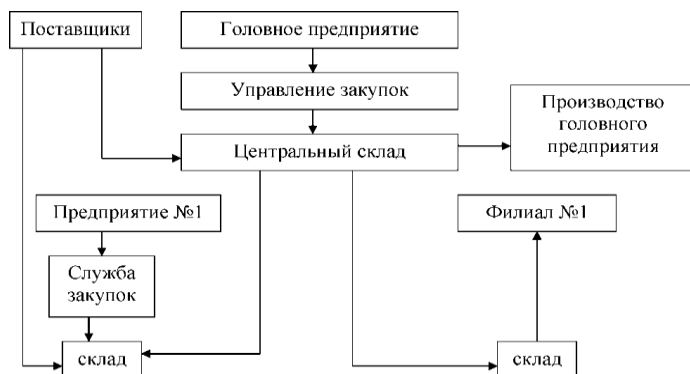 Поставщики
Головное предприятие
Управление закупок
Производство
головного
предприятия
Центральный склад
Предприятие №1
Филиал №1
Служба
закупок
склад
склад